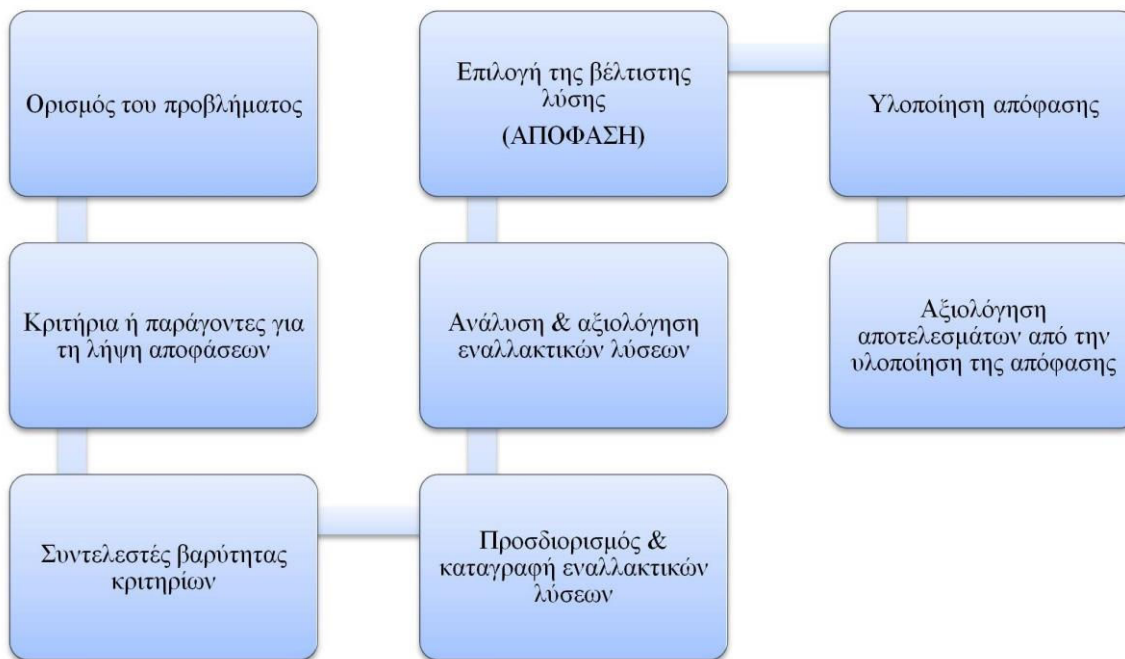 Ορισμός του προβλήματος
Κριτήρια ή παράγοντες για
τη λήψη αποφάσεων
Συντελεστές βαρύτητας
κριτηρίων
Προσδιορισμός &
καταγραφή εναλλακτικών
λύσεων
Ανάλυση & αξιολόγηση
εναλλακτικών λύσεων
Επιλογή της βέλτιστης
λύσης
(ΑΠΟΦΑΣΗ)
Υλοποίηση απόφασης
Αξιολόγηση
αποτελεσμάτων από την
υλοποίηση της απόφασης